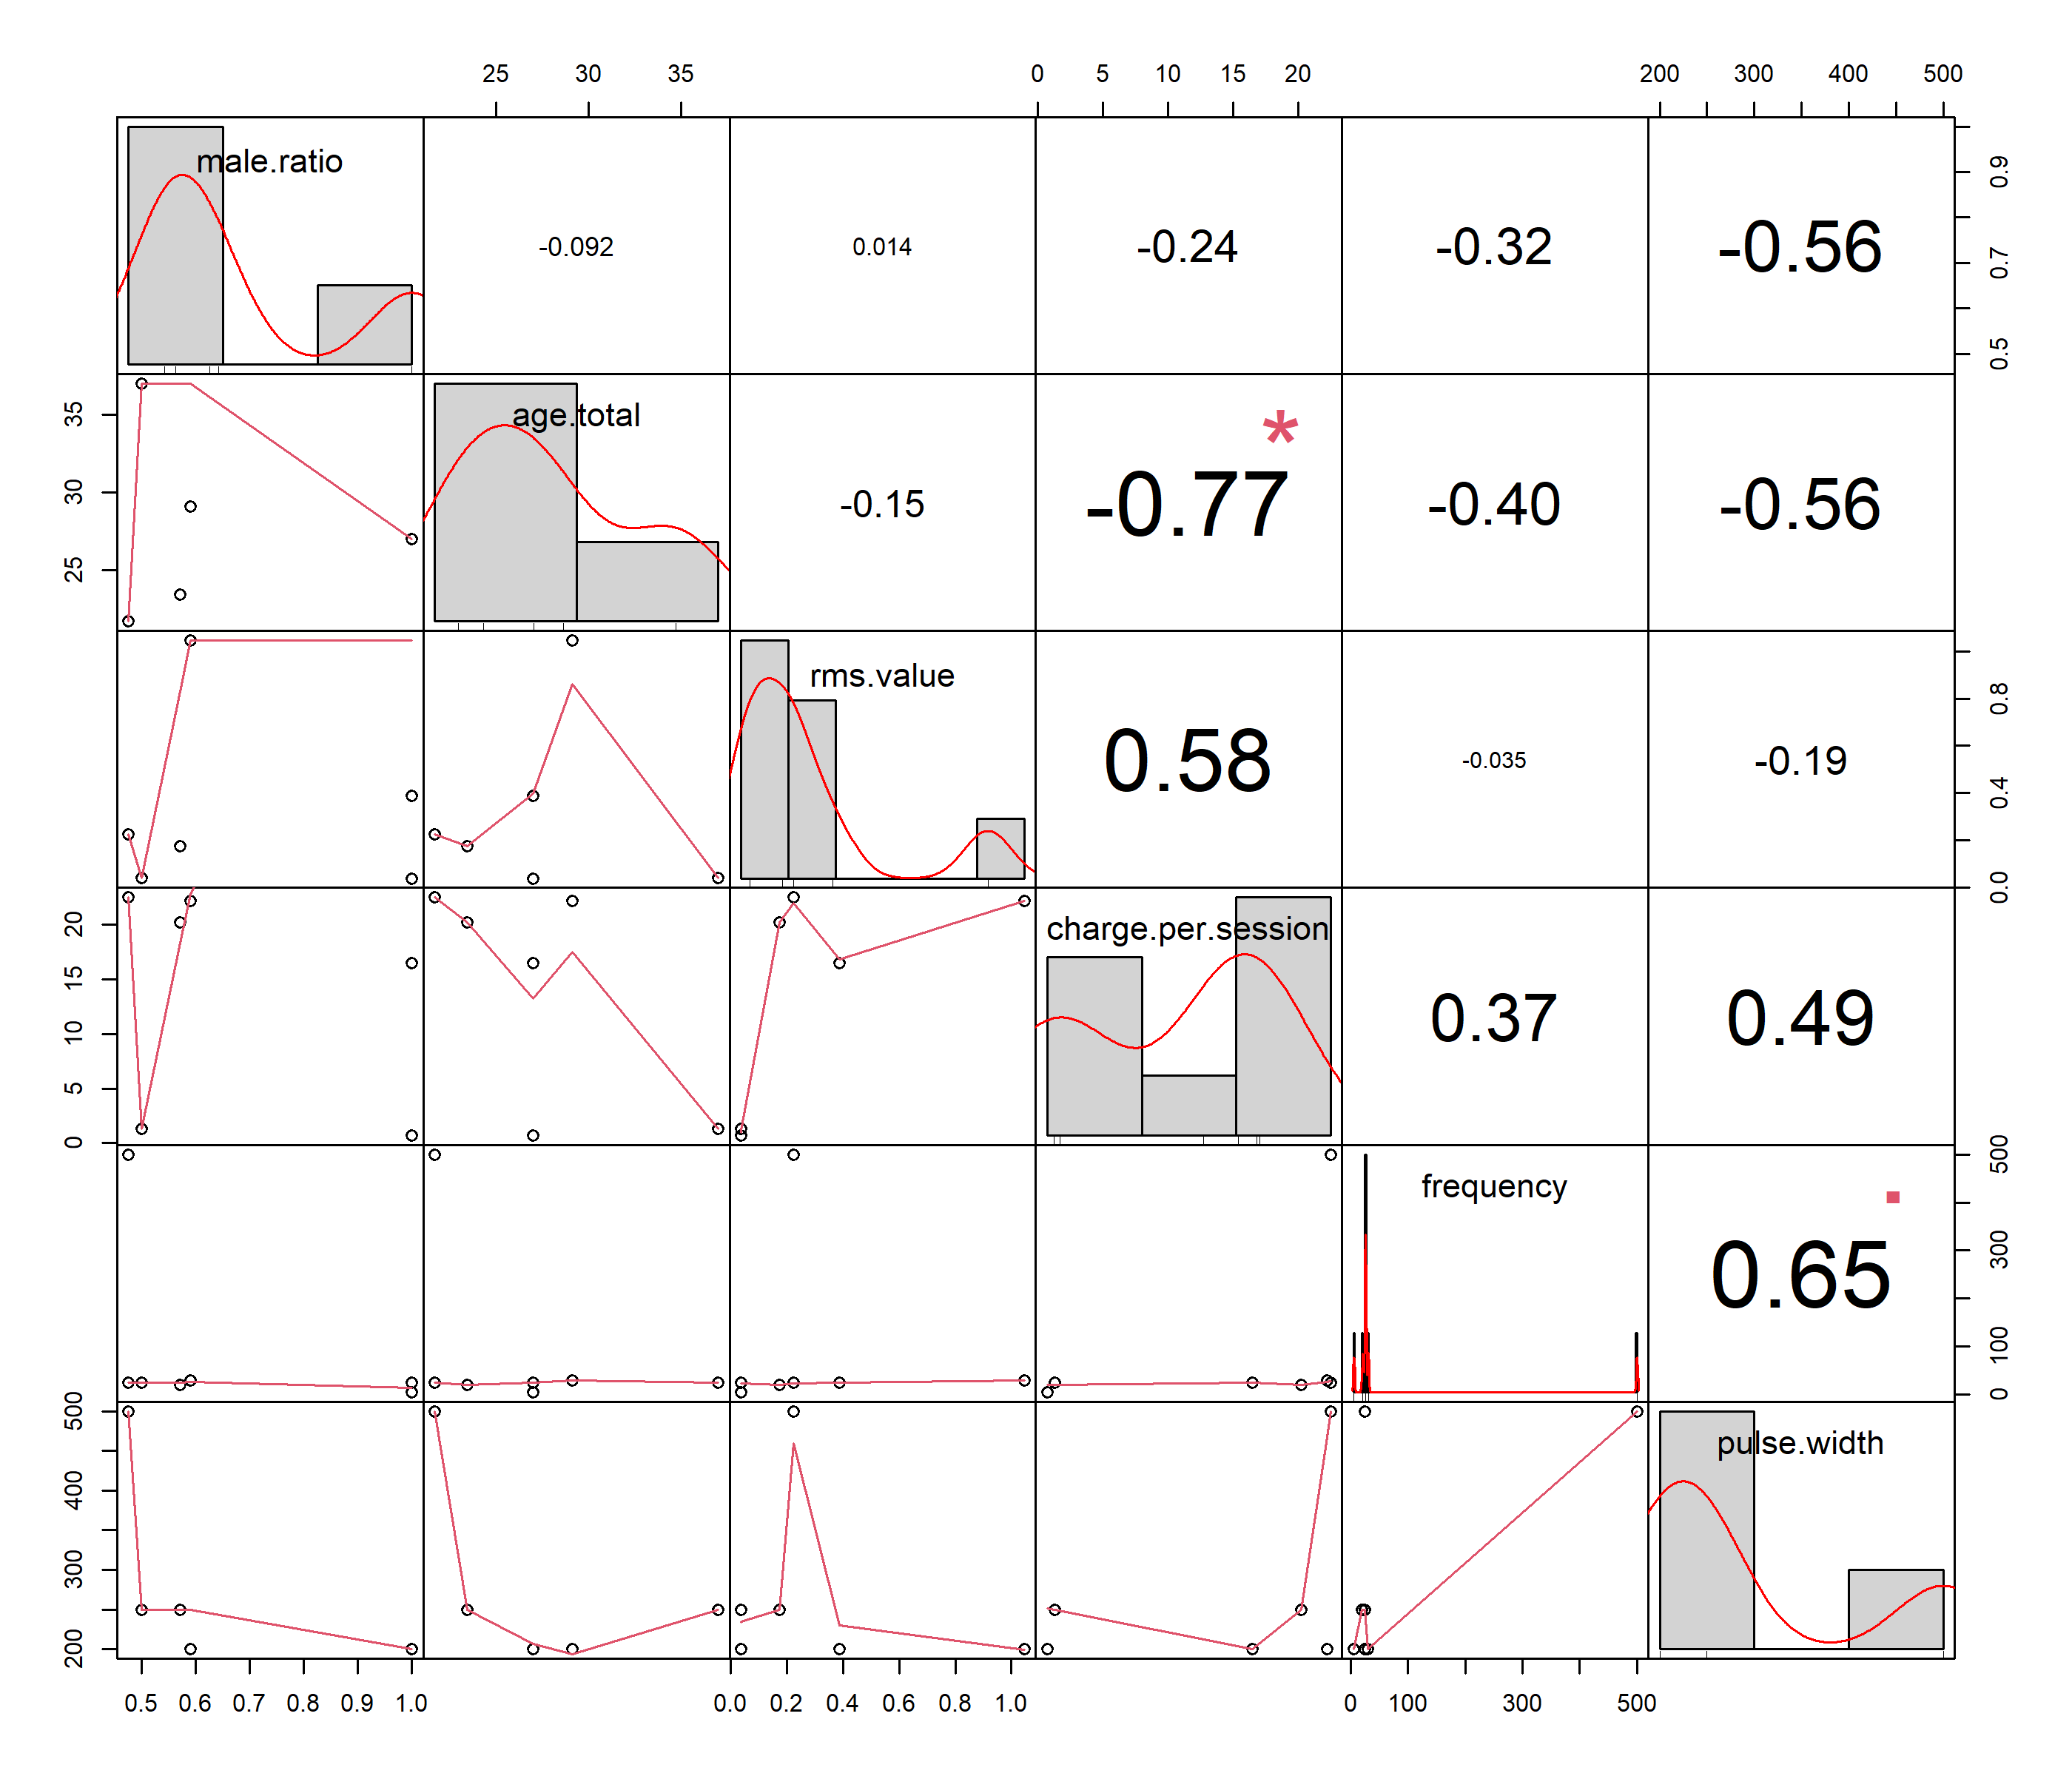 25 30 35 0 5 10 15 20 200 300 400 500
male.ratio -0.092 0.014 -0.24 -0.32 -0.56 0.5 0.7 0.9
25 30 35 age.total -0.15 -0.77 * -0.40 -0.56
rms.value 0.58 -0.035 -0.19 0.0 0.4 0.8
0 5 10 15 20 charge.per.session 0.37 0.49
frequency 0.65 . 0 100 300 500
200 300 400 500 pulse.width
0.5 0.6 0.7 0.8 0.9 1.0 0.0 0.2 0.4 0.6 0.8 1.0 0 100 300 500